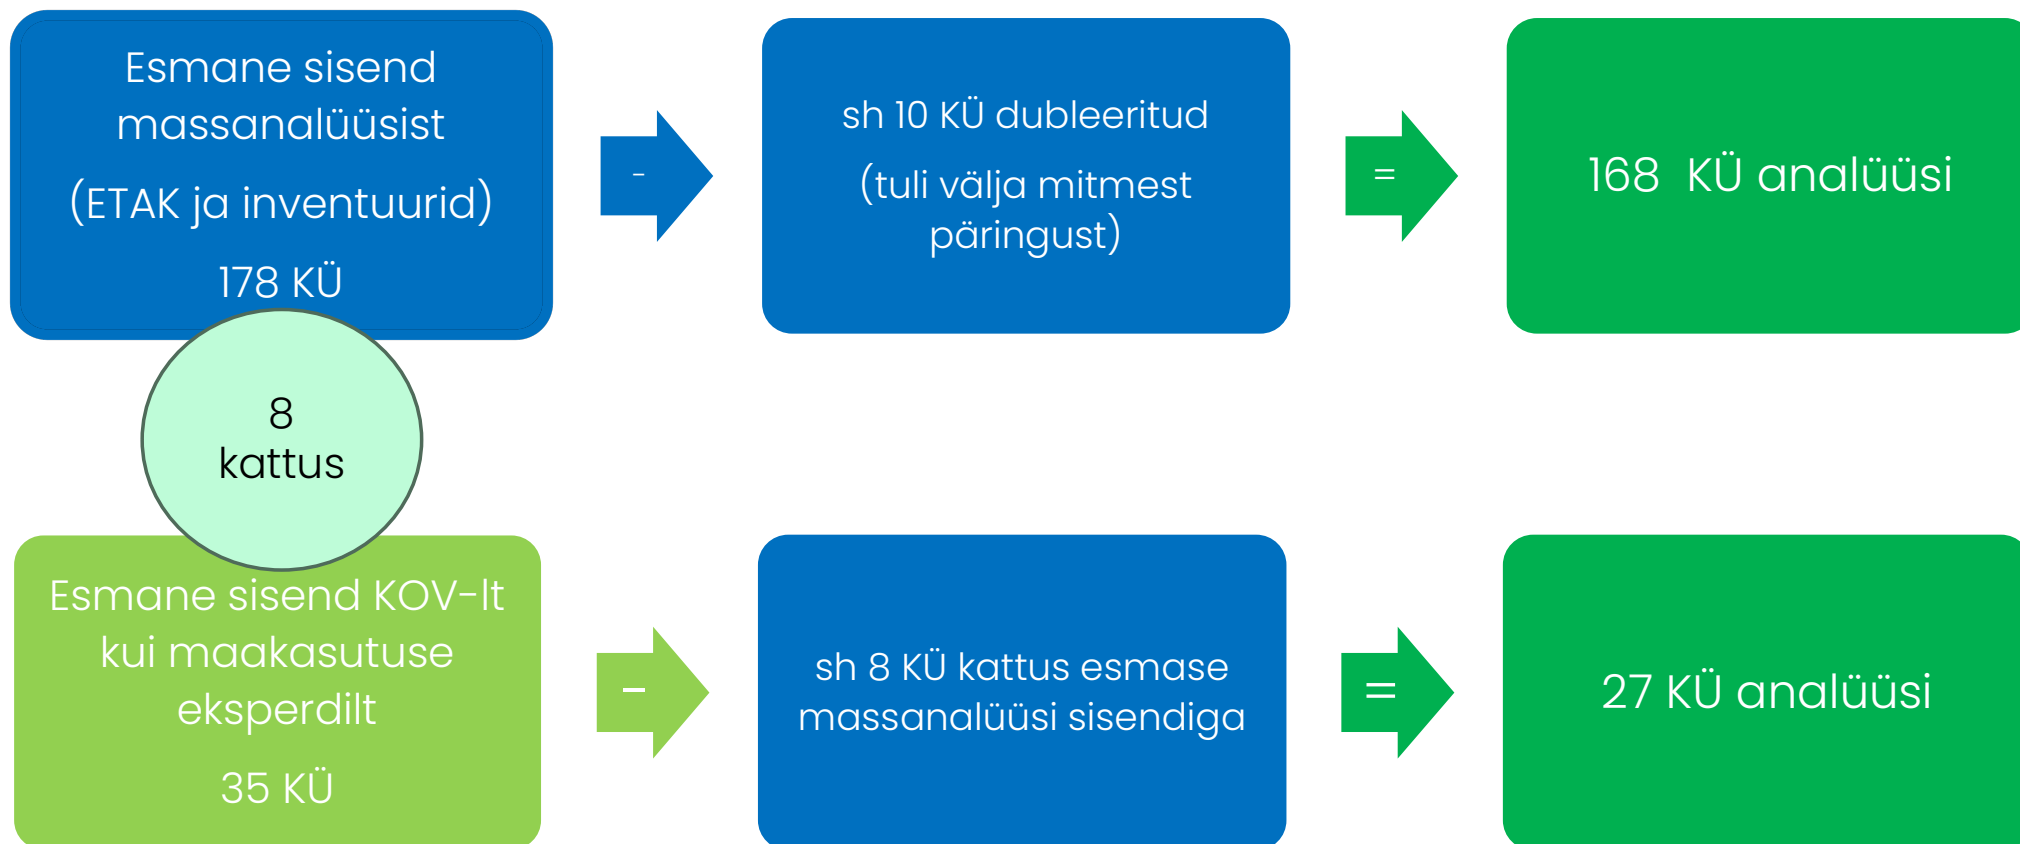 Esmane sisend
massanalüüsist
(ETAK ja inventuurid)
178 KÜ
-
sh 10 KÜ dubleeritud
(tuli välja mitmest
päringust)
=
168 KÜ analüüsi
8
kattus
Esmane sisend KOV-lt
kui maakasutuse
eksperdilt
35 KÜ
-
sh 8 KÜ kattus esmase
massanalüüsi sisendiga
=
27 KÜ analüüsi